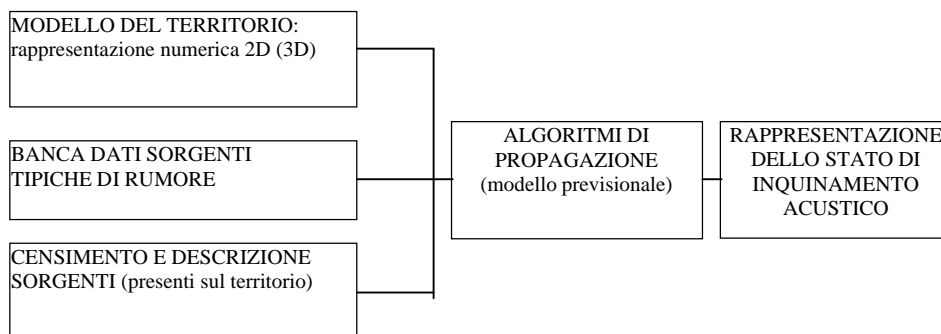 MODELLO DEL TERRITORIO:
rappresentazione numerica 2D (3D)
BANCA DATI SORGENTI
TIPICHE DI RUMORE
CENSIMENTO E DESCRIZIONE
SORGENTI (presenti sul territorio)
ALGORITMI DI
PROPAGAZIONE
(modello previsionale)
RAPPRESENTAZIONE
DELLO STATO DI
INQUINAMENTO
ACUSTICO